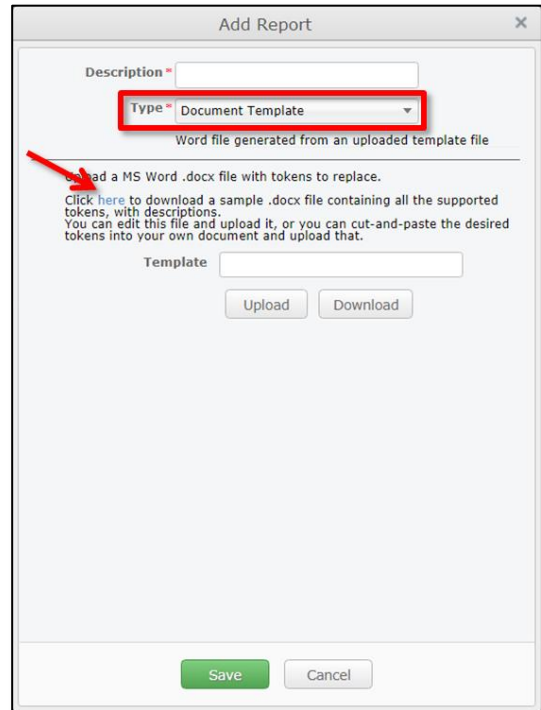 Add Report ×
Description *
Type * Document Template
Word file generated from an uploaded template file
Upload a MS Word .docx file with tokens to replace.
Click here to download a sample .docx file containing all the supported
tokens, with descriptions.
You can edit this file and upload it, or you can cut-and-paste the desired
tokens into your own document and upload that.
Template
Upload Download
Save Cancel